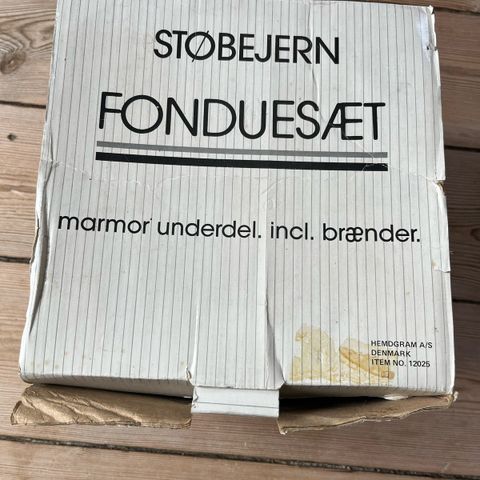 STØBEJERN
FONDUESÆT
marmor underdel. incl. brænder.
HEMDGRAM A/S
DENMARK
ITEM NO. 12025